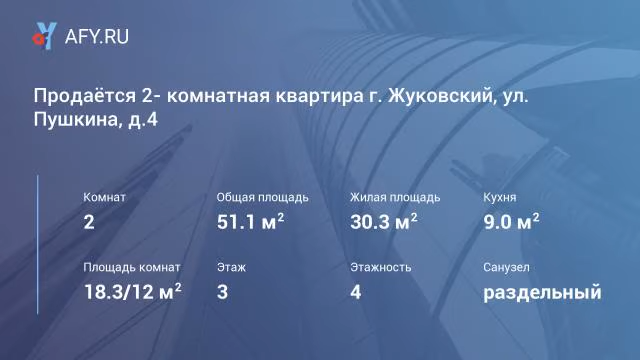 AFY.RU
Продаётся 2- комнатная квартира г. Жуковский, ул.
Пушкина, д.4
Комнат
2
Общая площадь
51.1 м²
Жилая площадь
30.3 м²
Кухня
9.0 м²
Площадь комнат
18.3/12 м²
Этаж
3
Этажность
4
Санузел
раздельный